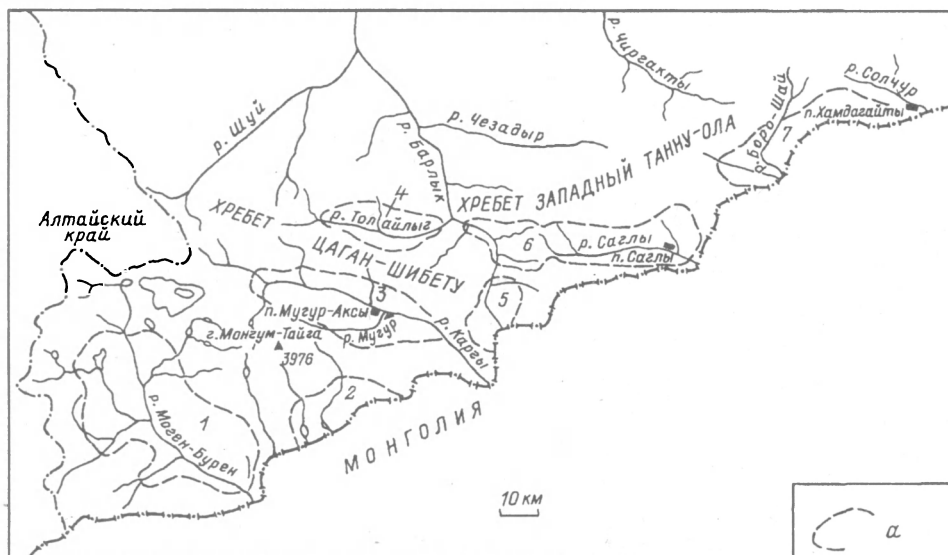 р. Чиргакты
р. Солчур
п. Хамдагайты
р. Боро-Шай
7
р. Шуй
р. Чезадыр
р. Барлык
ХРЕБЕТ ЗАПАДНЫЙ ТАННУ-ОЛА
4
р. Толайлыг
Алтайский
край
ХРЕБЕТ
ЦАГАН-ШИБЕТУ
6
р. Саглы
п. Саглы
5
3
п. Мугур-Аксы
р. Мугур
р. Каргы
г. Монгум-Тайга
3976
2
1
р. Моген-Бурен
МОНГОЛИЯ
10 км
а